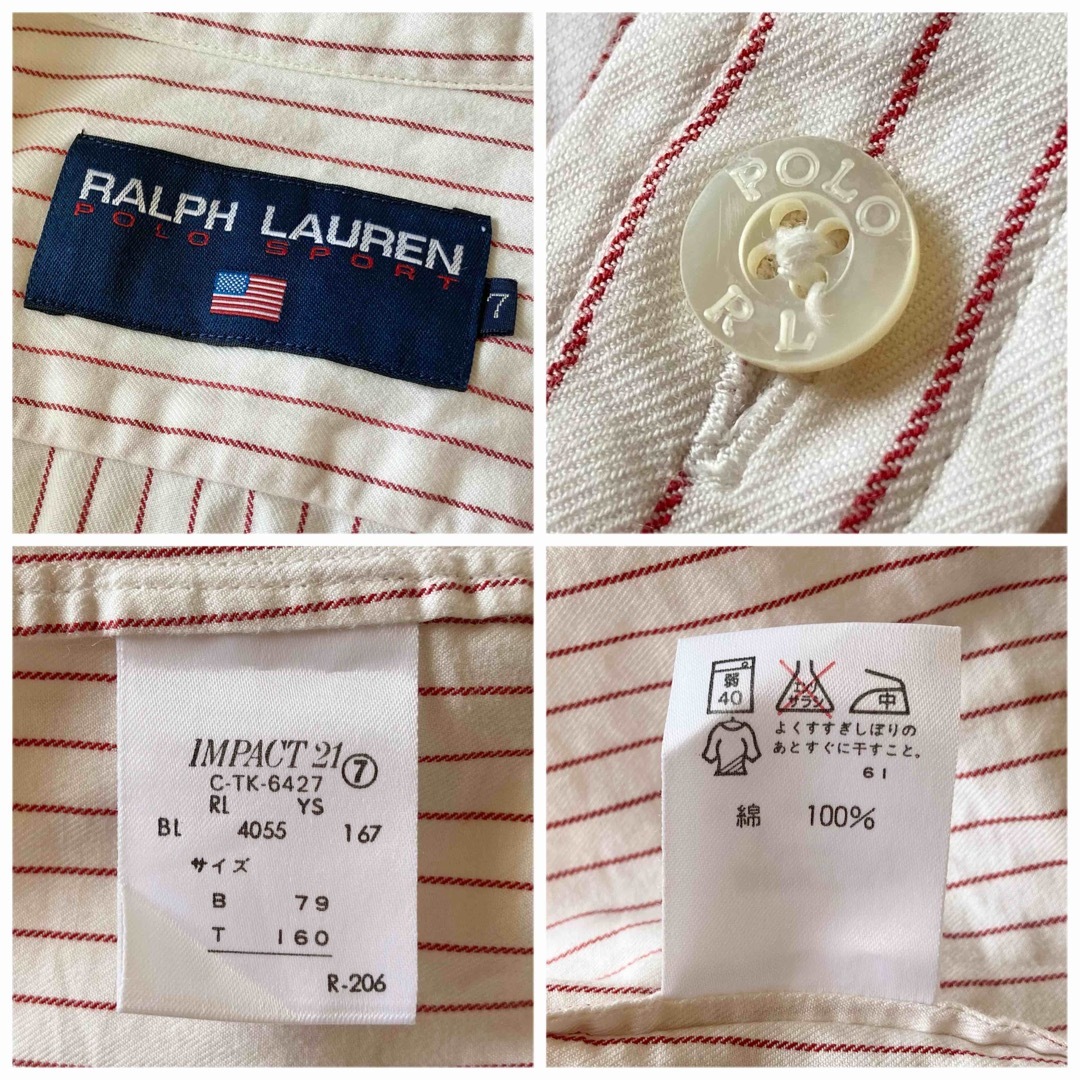 RALPH LAUREN
POLO SPORT
7
POLO
RL
IMPACT 21 ⑦
C-TK-6427
RL YS
BL 4055 167
サイズ
B 79
T 160
R-206
弱
40
エンソ
サラン
中
よくすすぎしぼりの
あとすぐに干すこと。
61
綿 100%